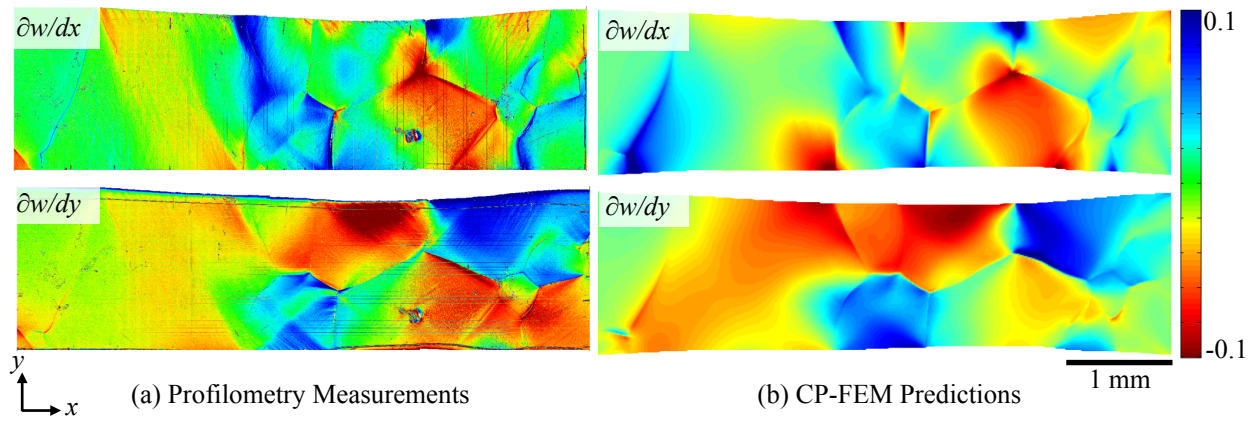 ∂w/dx
∂w/dx
0.1
∂w/dy
∂w/dy
-0.1
1 mm
y
x
(a) Profilometry Measurements
(b) CP-FEM Predictions